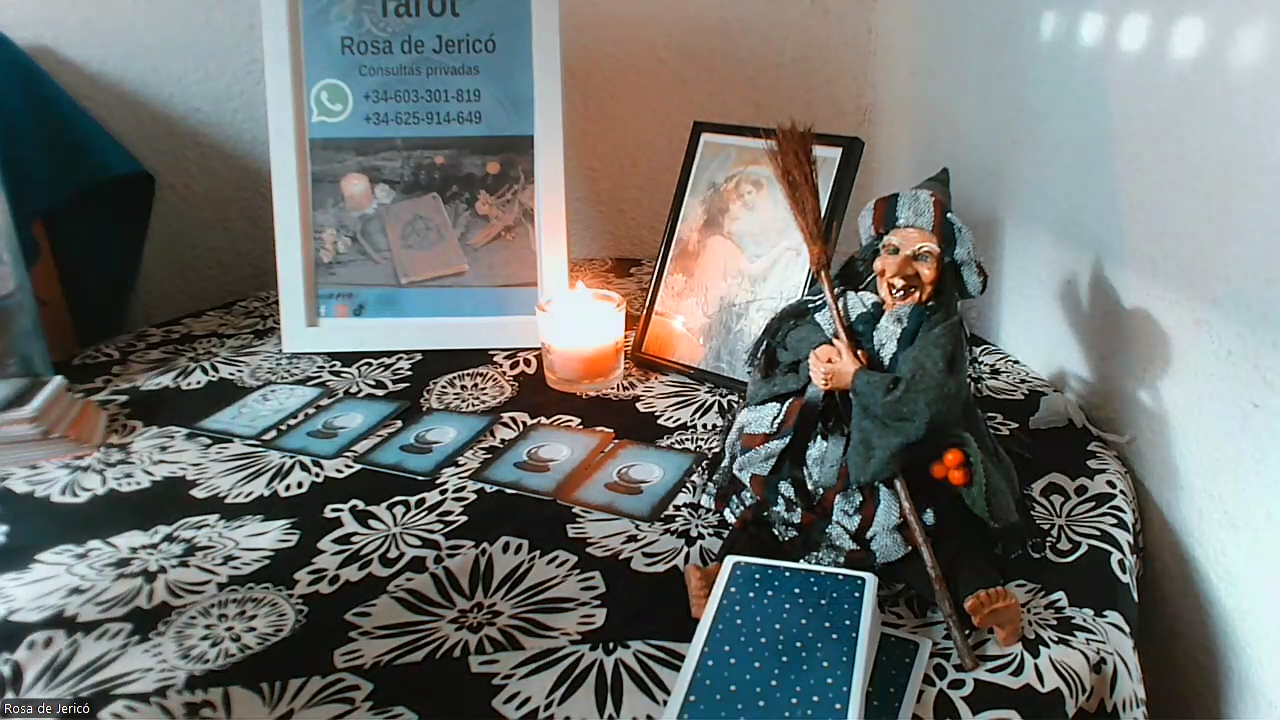 Tarot
Rosa de Jericó
Consultas privadas
+34-603-301-819
+34-625-914-649
Rosa de Jericó